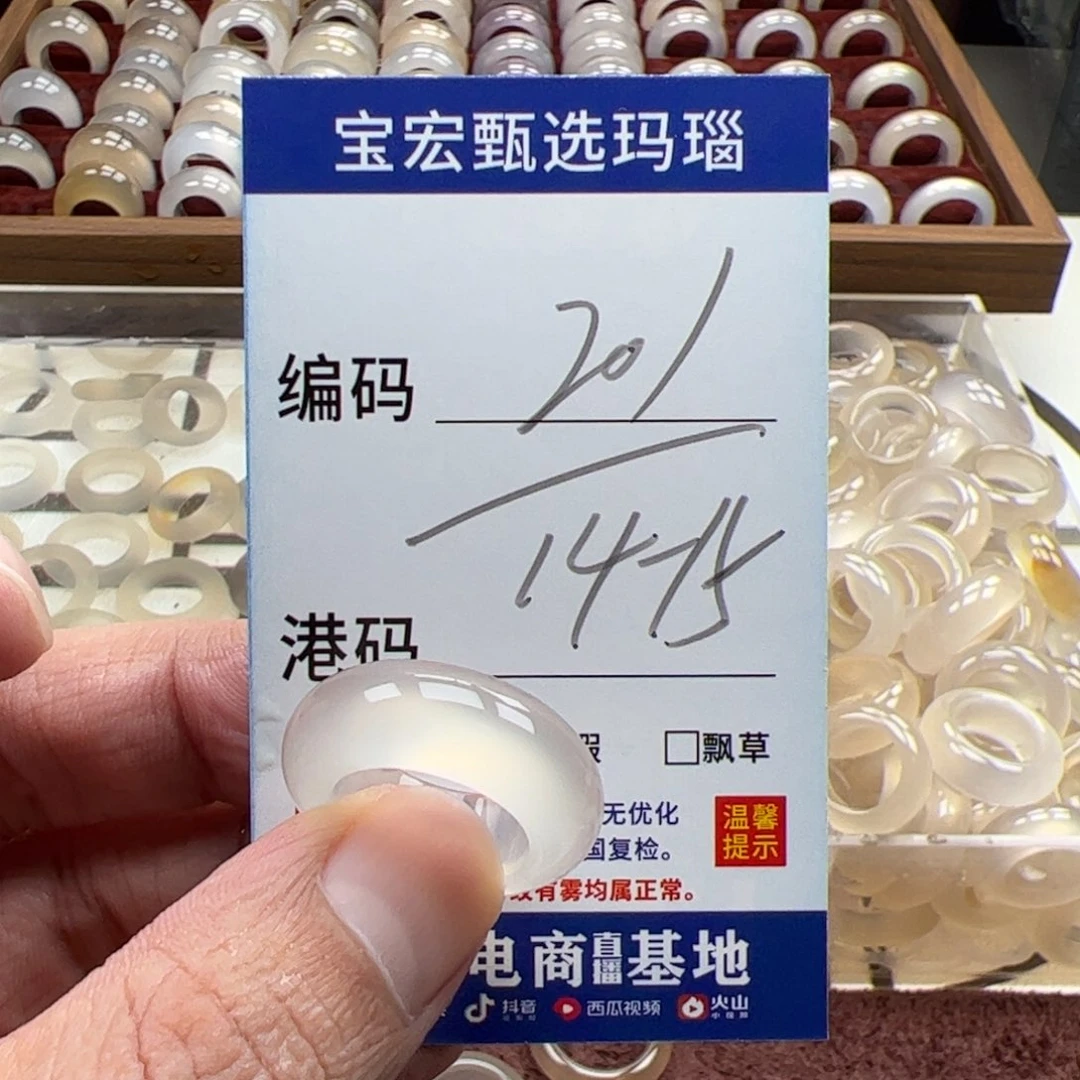 宝宏甄选玛瑙
编码 201
14-15
港码
□飘草
无优化
国复检。
温馨
提示
有雾均属正常。
电商直播基地
抖音 西瓜视频 火山